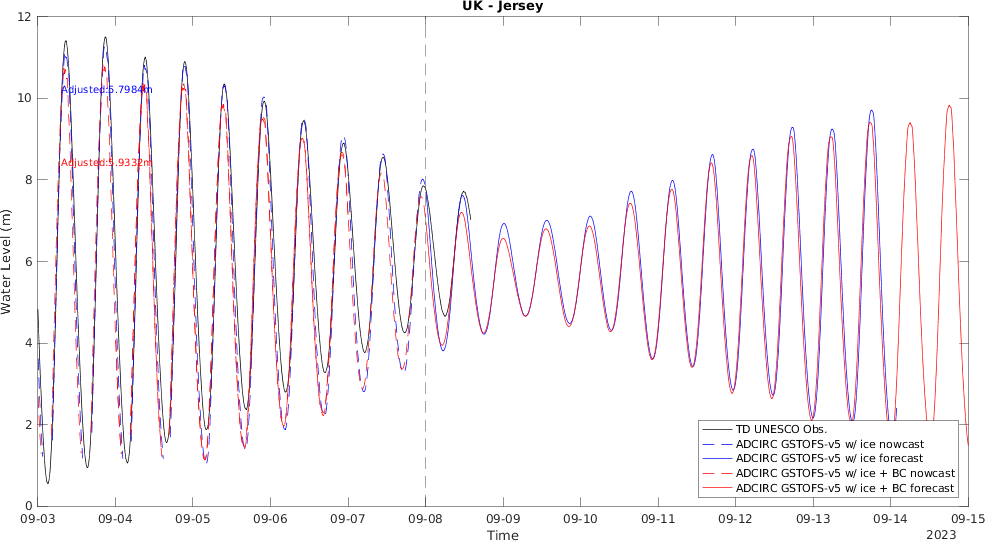 UK - Jersey
12
10
8
6
4
2
0
Water Level (m)
Adjusted:5.7984m
Adjusted:5.9332m
TD UNESCO Obs.
ADCIRC GSTOFS-v5 w/ ice nowcast
ADCIRC GSTOFS-v5 w/ ice forecast
ADCIRC GSTOFS-v5 w/ ice + BC nowcast
ADCIRC GSTOFS-v5 w/ ice + BC forecast
09-03 09-04 09-05 09-06 09-07 09-08 09-09 09-10 09-11 09-12 09-13 09-14 09-15
Time
2023